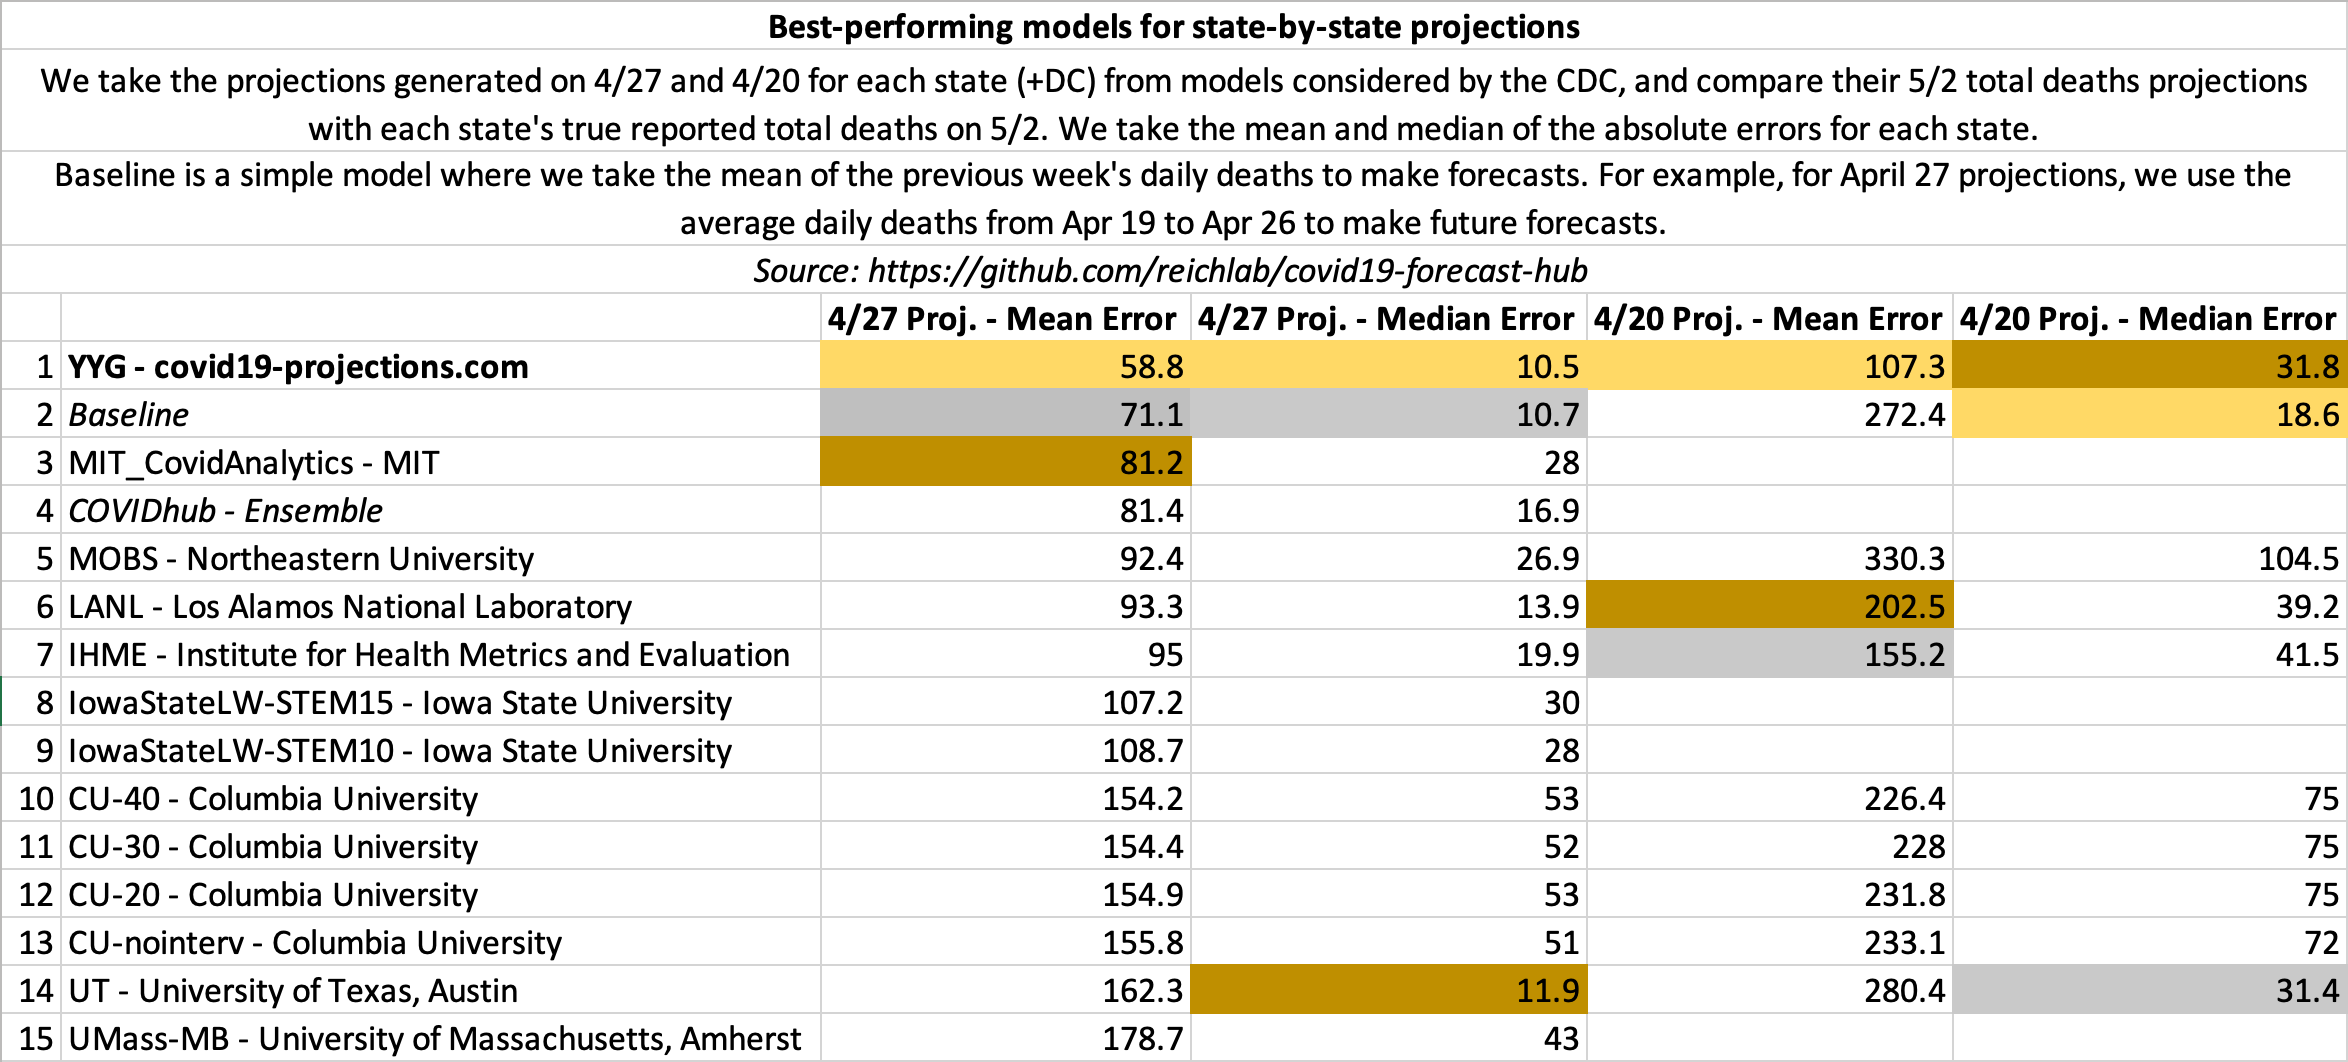 Best-performing models for state-by-state projections
We take the projections generated on 4/27 and 4/20 for each state (+DC) from models considered by the CDC, and compare their 5/2 total deaths projections
with each state's true reported total deaths on 5/2. We take the mean and median of the absolute errors for each state.
Baseline is a simple model where we take the mean of the previous week's daily deaths to make forecasts. For example, for April 27 projections, we use the
average daily deaths from Apr 19 to Apr 26 to make future forecasts.
Source: https://github.com/reichlab/covid19-forecast-hub
4/27 Proj. - Mean Error 4/27 Proj. - Median Error 4/20 Proj. - Mean Error 4/20 Proj. - Median Error
1 YYG - covid19-projections.com 58.8 10.5 107.3 31.8
2 Baseline 71.1 10.7 272.4 18.6
3 MIT_CovidAnalytics - MIT 81.2 28
4 COVIDhub - Ensemble 81.4 16.9
5 MOBS - Northeastern University 92.4 26.9 330.3 104.5
6 LANL - Los Alamos National Laboratory 93.3 13.9 202.5 39.2
7 IHME - Institute for Health Metrics and Evaluation 95 19.9 155.2 41.5
8 IowaStateLW-STEM15 - Iowa State University 107.2 30
9 IowaStateLW-STEM10 - Iowa State University 108.7 28
10 CU-40 - Columbia University 154.2 53 226.4 75
11 CU-30 - Columbia University 154.4 52 228 75
12 CU-20 - Columbia University 154.9 53 231.8 75
13 CU-nointerv - Columbia University 155.8 51 233.1 72
14 UT - University of Texas, Austin 162.3 11.9 280.4 31.4
15 UMass-MB - University of Massachusetts, Amherst 178.7 43